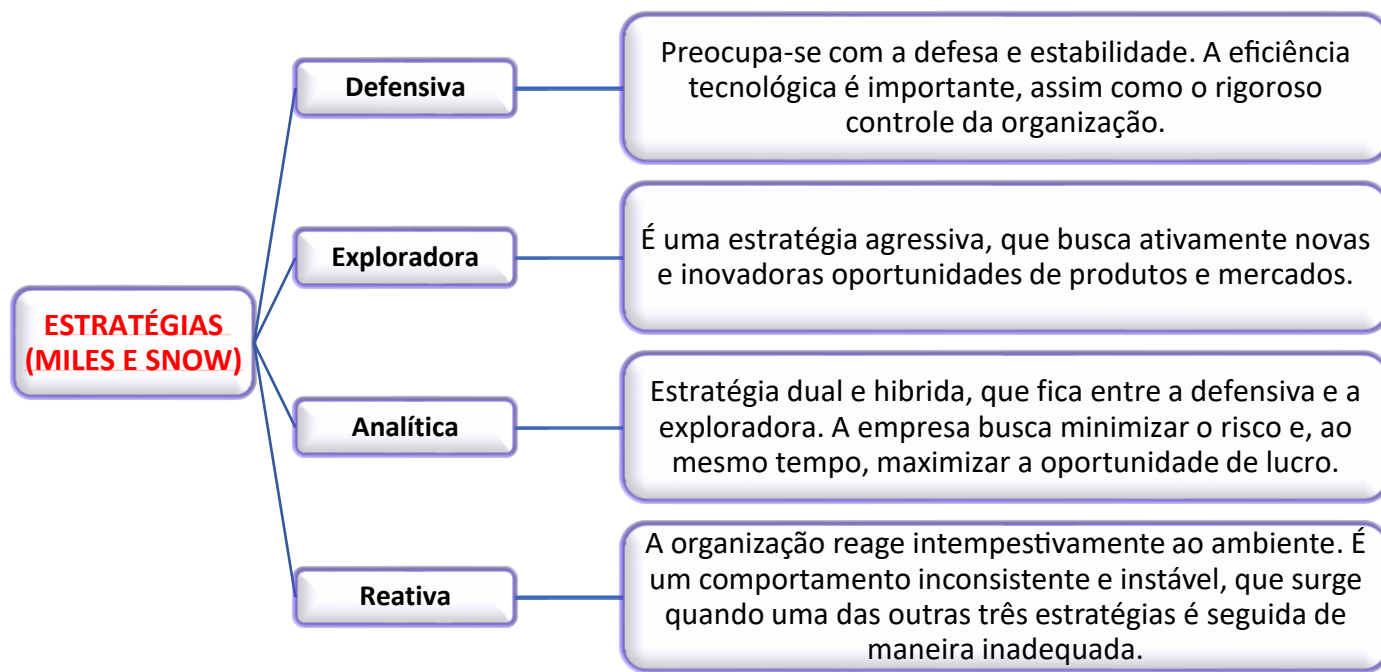 ESTRATÉGIAS
(MILES E SNOW)
Defensiva
Preocupa-se com a defesa e estabilidade. A eficiência
tecnológica é importante, assim como o rigoroso
controle da organização.
Exploradora
É uma estratégia agressiva, que busca ativamente novas
e inovadoras oportunidades de produtos e mercados.
Analítica
Estratégia dual e hibrida, que fica entre a defensiva e a
exploradora. A empresa busca minimizar o risco e, ao
mesmo tempo, maximizar a oportunidade de lucro.
Reativa
A organização reage intempestivamente ao ambiente. É
um comportamento inconsistente e instável, que surge
quando uma das outras três estratégias é seguida de
maneira inadequada.